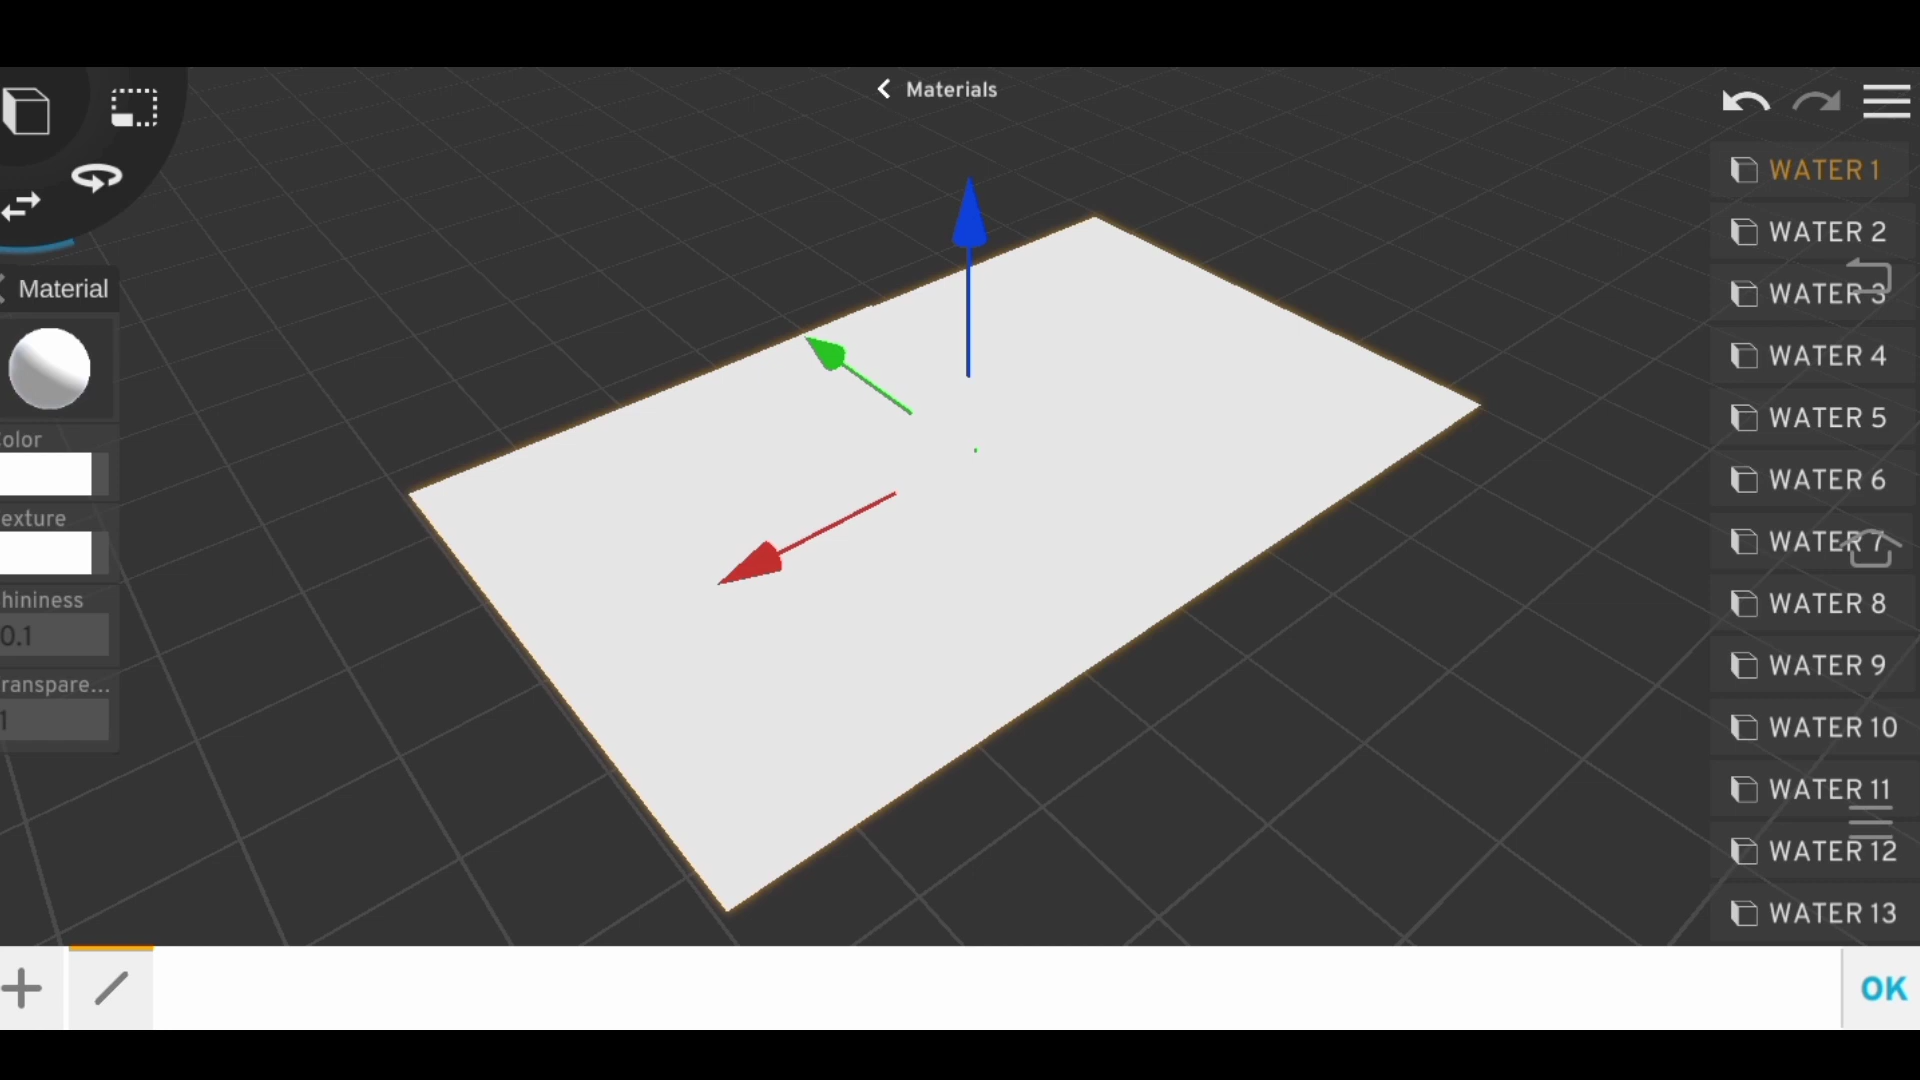 Materials
Material
olor
exture
hininess
0.1
ranspare...
1
WATER 1
WATER 2
WATER 3
WATER 4
WATER 5
WATER 6
WATER 7
WATER 8
WATER 9
WATER 10
WATER 11
WATER 12
WATER 13
OK